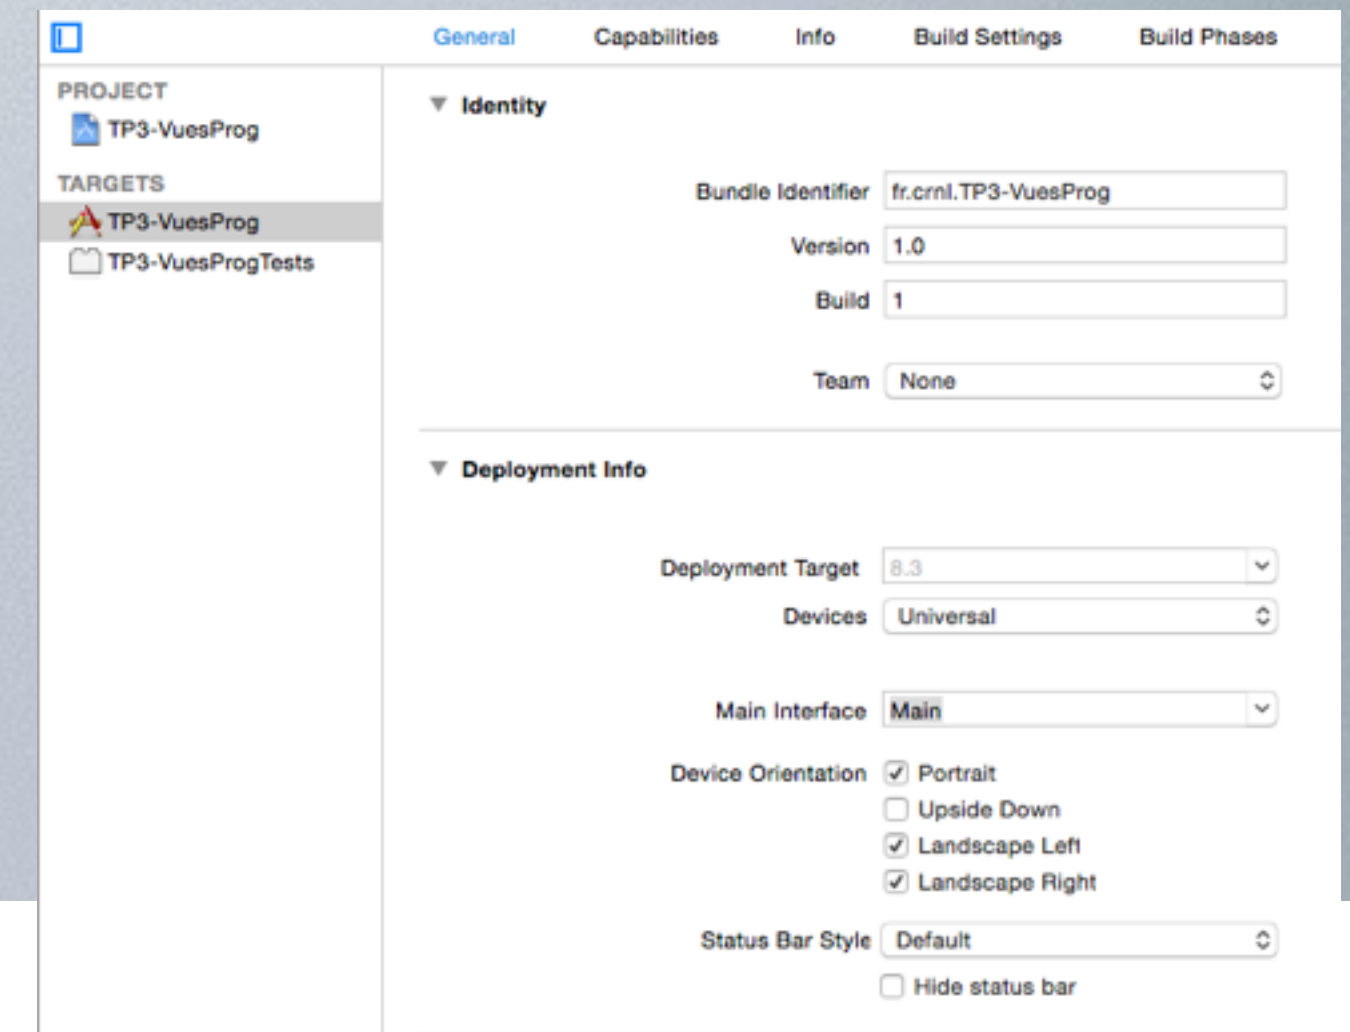 General Capabilities Info Build Settings Build Phases
PROJECT
TP3-VuesProg
TARGETS
TP3-VuesProg
TP3-VuesProgTests
Identity
Bundle Identifier fr.crnl.TP3-VuesProg
Version 1.0
Build 1
Team None
Deployment Info
Deployment Target 8.3
Devices Universal
Main Interface Main
Device Orientation Portrait
Upside Down
Landscape Left
Landscape Right
Status Bar Style Default
Hide status bar